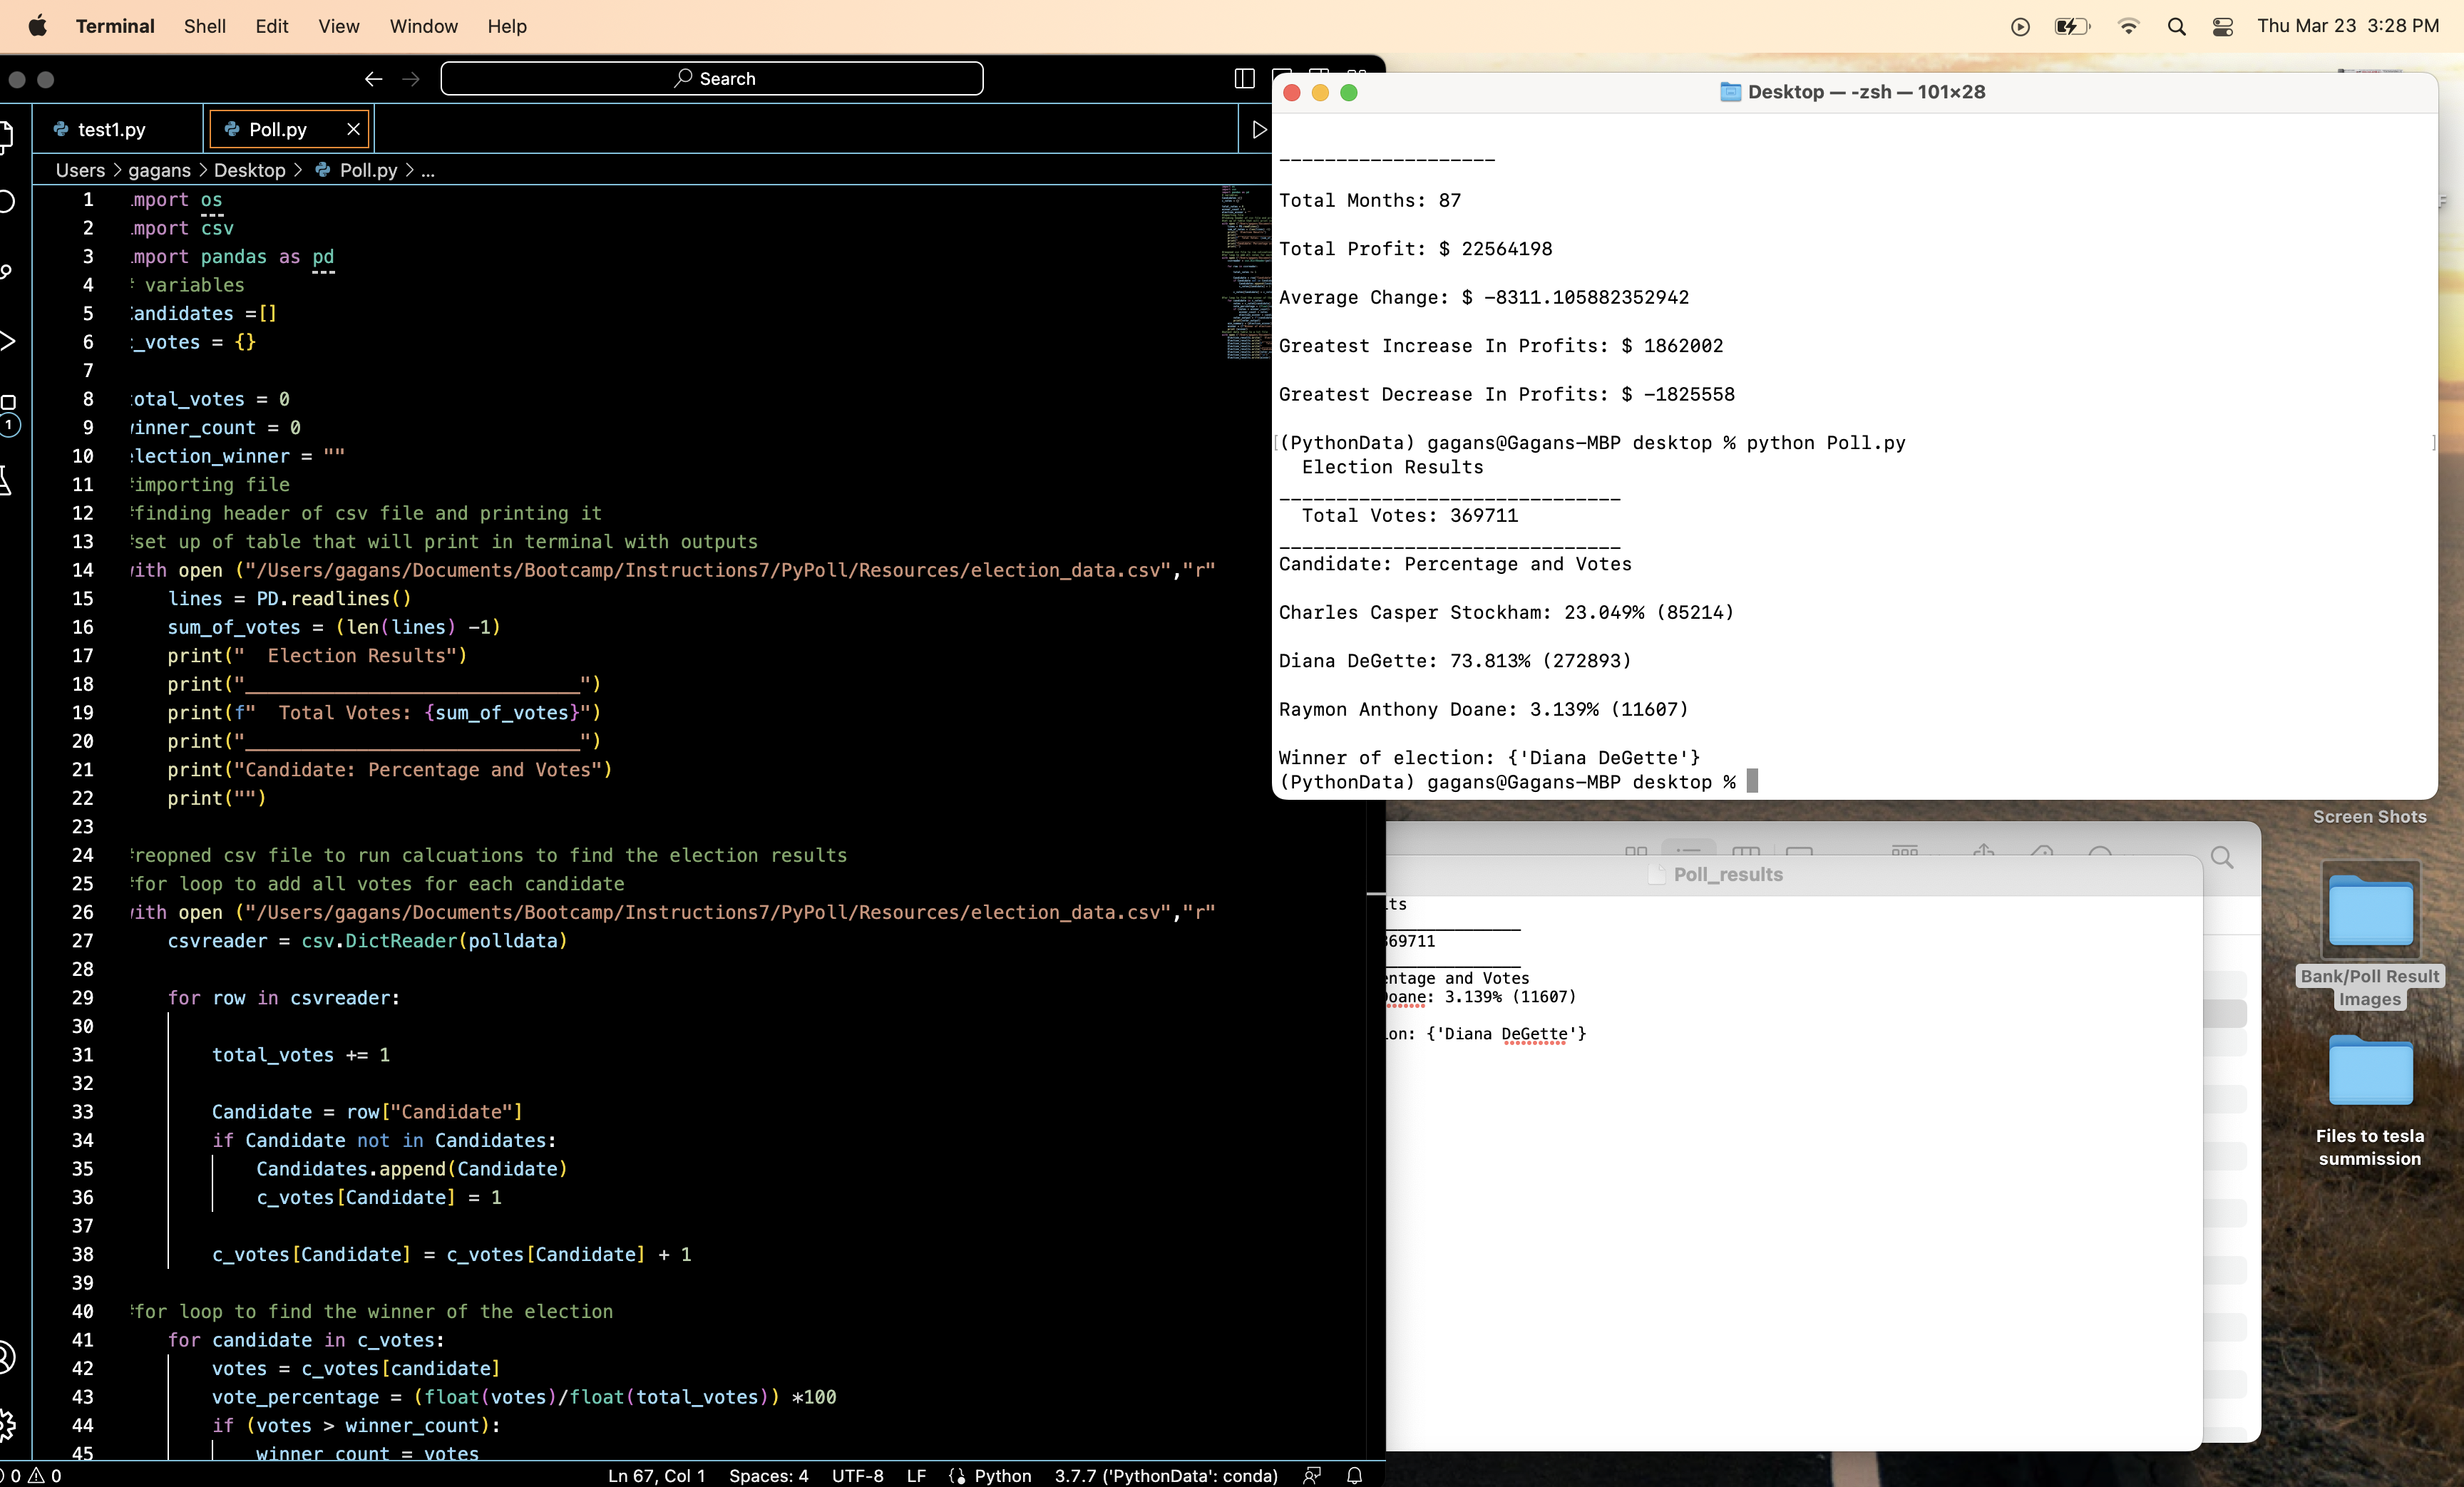 Terminal Shell Edit View Window Help Thu Mar 23 3:28 PM
Search
test1.py Poll.py
Users > gagans > Desktop > Poll.py > ...
1 mport os
2 mport csv
3 mport pandas as pd
4 variables
5 andidates =[]
6 _votes = {}
7
8 otal_votes = 0
9 inner_count = 0
10 lection_winner = ""
11 importing file
12 finding header of csv file and printing it
13 set up of table that will print in terminal with outputs
14 ith open ("/Users/gagans/Documents/Bootcamp/Instructions7/PyPoll/Resources/election_data.csv","r"
15 lines = PD.readlines()
16 sum_of_votes = (len(lines) -1)
17 print("  Election Results")
18 print("______________________________")
19 print(f"  Total Votes: {sum_of_votes}")
20 print("______________________________")
21 print("Candidate: Percentage and Votes")
22 print("")
23
24 reopned csv file to run calcuations to find the election results
25 for loop to add all votes for each candidate
26 ith open ("/Users/gagans/Documents/Bootcamp/Instructions7/PyPoll/Resources/election_data.csv","r"
27 csvreader = csv.DictReader(polldata)
28
29 for row in csvreader:
30
31 total_votes += 1
32
33 Candidate = row["Candidate"]
34 if Candidate not in Candidates:
35 Candidates.append(Candidate)
36 c_votes[Candidate] = 1
37
38 c_votes[Candidate] = c_votes[Candidate] + 1
39
40 for loop to find the winner of the election
41 for candidate in c_votes:
42 votes = c_votes[candidate]
43 vote_percentage = (float(votes)/float(total_votes)) *100
44 if (votes > winner_count):
45 winner_count = votes
1
0 0 Ln 67, Col 1 Spaces: 4 UTF-8 LF Python 3.7.7 ('PythonData': conda)
Desktop — -zsh — 101×28
-------------------
Total Months: 87
Total Profit: $ 22564198
Average Change: $ -8311.105882352942
Greatest Increase In Profits: $ 1862002
Greatest Decrease In Profits: $ -1825558
[(PythonData) gagans@Gagans-MBP desktop % python Poll.py ]
Election Results
______________________________
Total Votes: 369711
______________________________
Candidate: Percentage and Votes
Charles Casper Stockham: 23.049% (85214)
Diana DeGette: 73.813% (272893)
Raymon Anthony Doane: 3.139% (11607)
Winner of election: {'Diana DeGette'}
(PythonData) gagans@Gagans-MBP desktop %
Poll_results
lts
369711
entage and Votes
Doane: 3.139% (11607)
ion: {'Diana DeGette'}
Screen Shots
Bank/Poll Result
Images
Files to tesla
summission